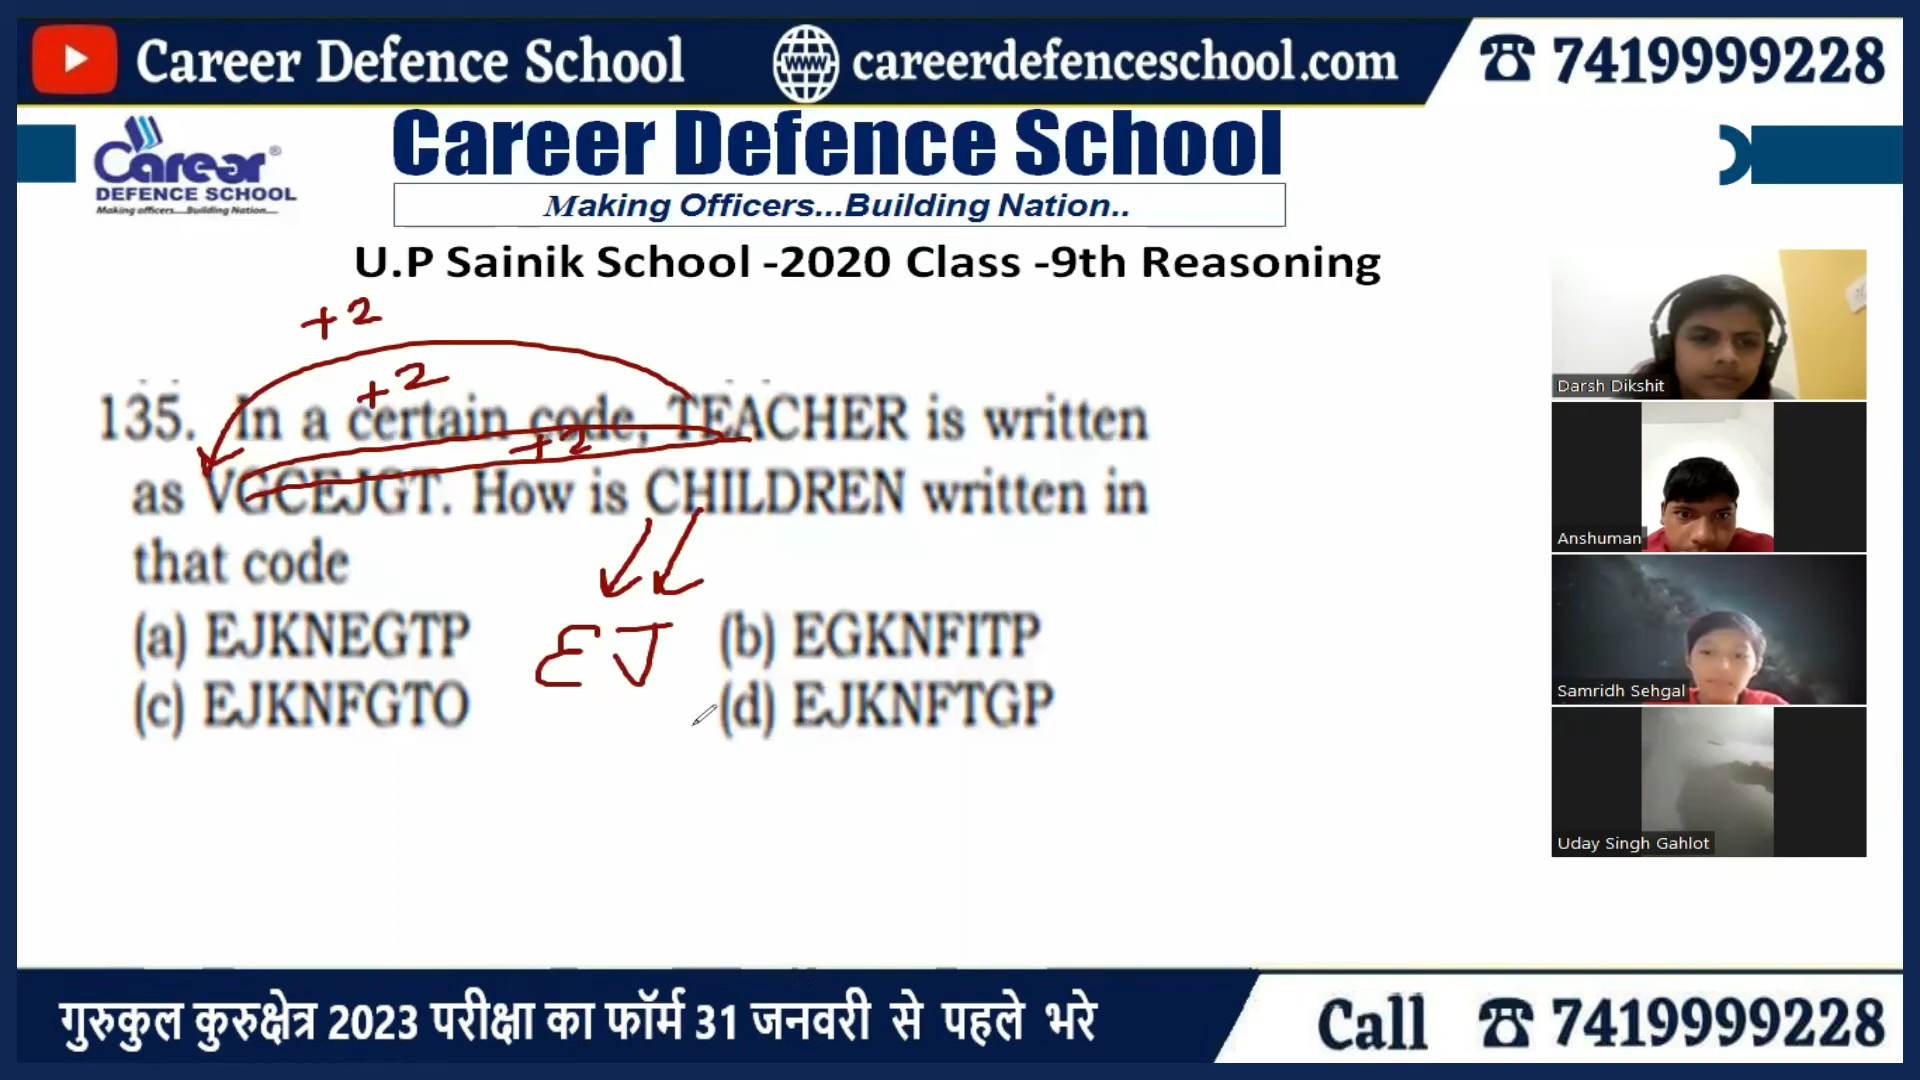 Career Defence School
www
careerdefenceschool.com
7419999228
Career®
DEFENCE SCHOOL
Making officers....Building Nation....
Career Defence School
Making Officers...Building Nation..
U.P Sainik School -2020 Class -9th Reasoning
+2
+2
135. In a certain code, TEACHER is written
+2
as VGCEJGT. How is CHILDREN written in
that code
(a) EJKNEGTP
(b) EGKNFITP
EJ
(c) EJKNFGTO
(d) EJKNFTGP
Darsh Dikshit
Anshuman
Samridh Sehgal
Uday Singh Gahlot
गुरुकुल कुरुक्षेत्र 2023 परीक्षा का फॉर्म 31 जनवरी से पहले भरे
Call 7419999228